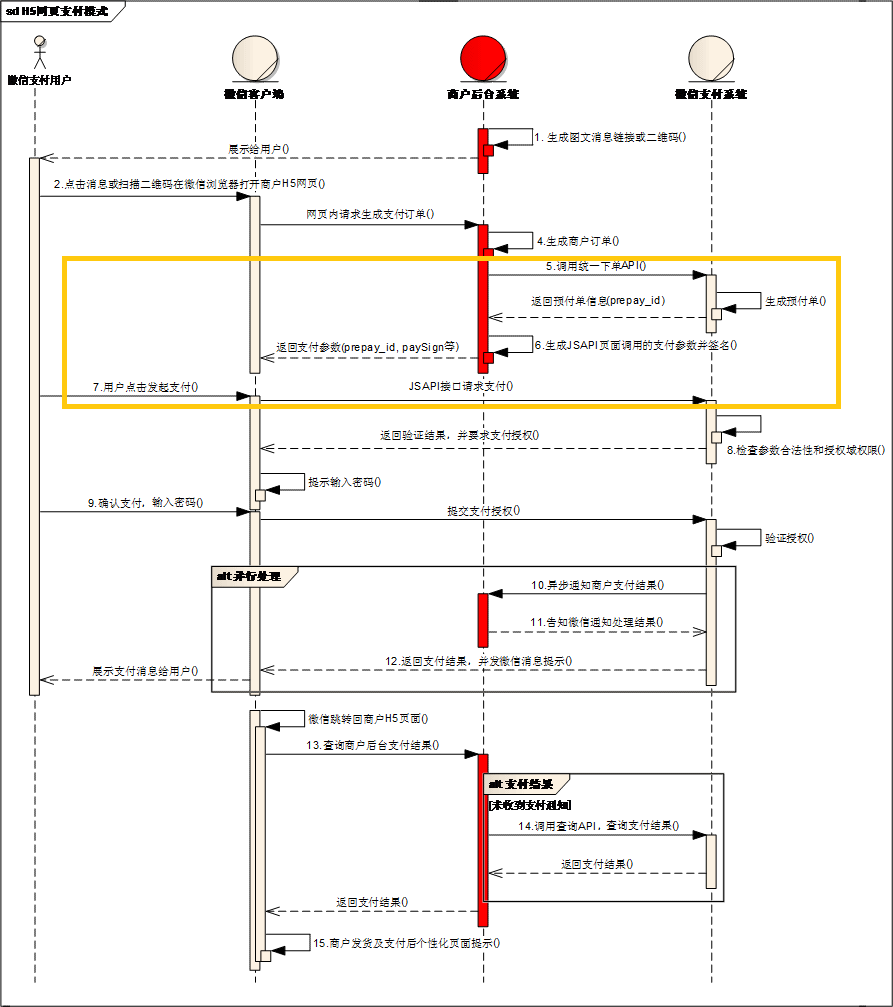 sd H5网页支付模式
微信支付用户
微信客户端
商户后台系统
微信支付系统
1. 生成图文消息链接或二维码()
展示给用户()
2.点击消息或扫描二维码在微信浏览器打开商户H5网页()
网页内请求生成支付订单()
4.生成商户订单()
5.调用统一下单API()
返回预付单信息(prepay_id)
生成预付单()
返回支付参数(prepay_id, paySign等)
6.生成JSAPI页面调用的支付参数并签名()
7.用户点击发起支付()
JSAPI接口请求支付()
返回验证结果，并要求支付授权()
8.检查参数合法性和授权域权限()
提示输入密码()
9.确认支付，输入密码()
提交支付授权()
验证授权()
alt 并行处理
10.异步通知商户支付结果()
11.告知微信通知处理结果()
12.返回支付结果，并发微信消息提示()
展示支付消息给用户()
微信跳转回商户H5页面()
13.查询商户后台支付结果()
alt 支付结果
[未收到支付通知]
14.调用查询API，查询支付结果()
返回支付结果()
返回支付结果()
15.商户发货及支付后个性化页面提示()